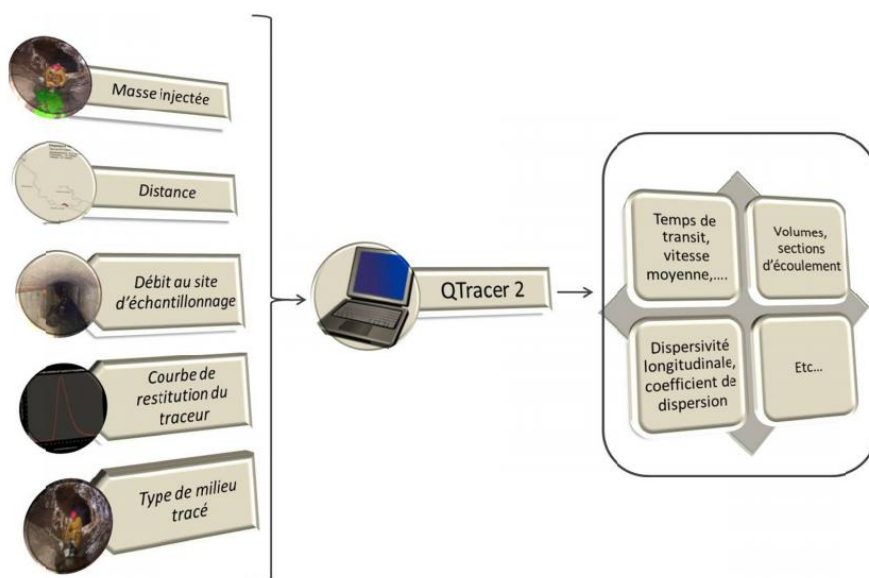 Masse injectée
Distance
Débit au site
d'échantillonnage
Courbe de
restitution du
traceur
Type de milieu
tracé
QTracer 2
Temps de
transit,
vitesse
moyenne,....
Volumes,
sections
d'écoulement
Dispersivité
longitudinale,
coefficient de
dispersion
Etc...